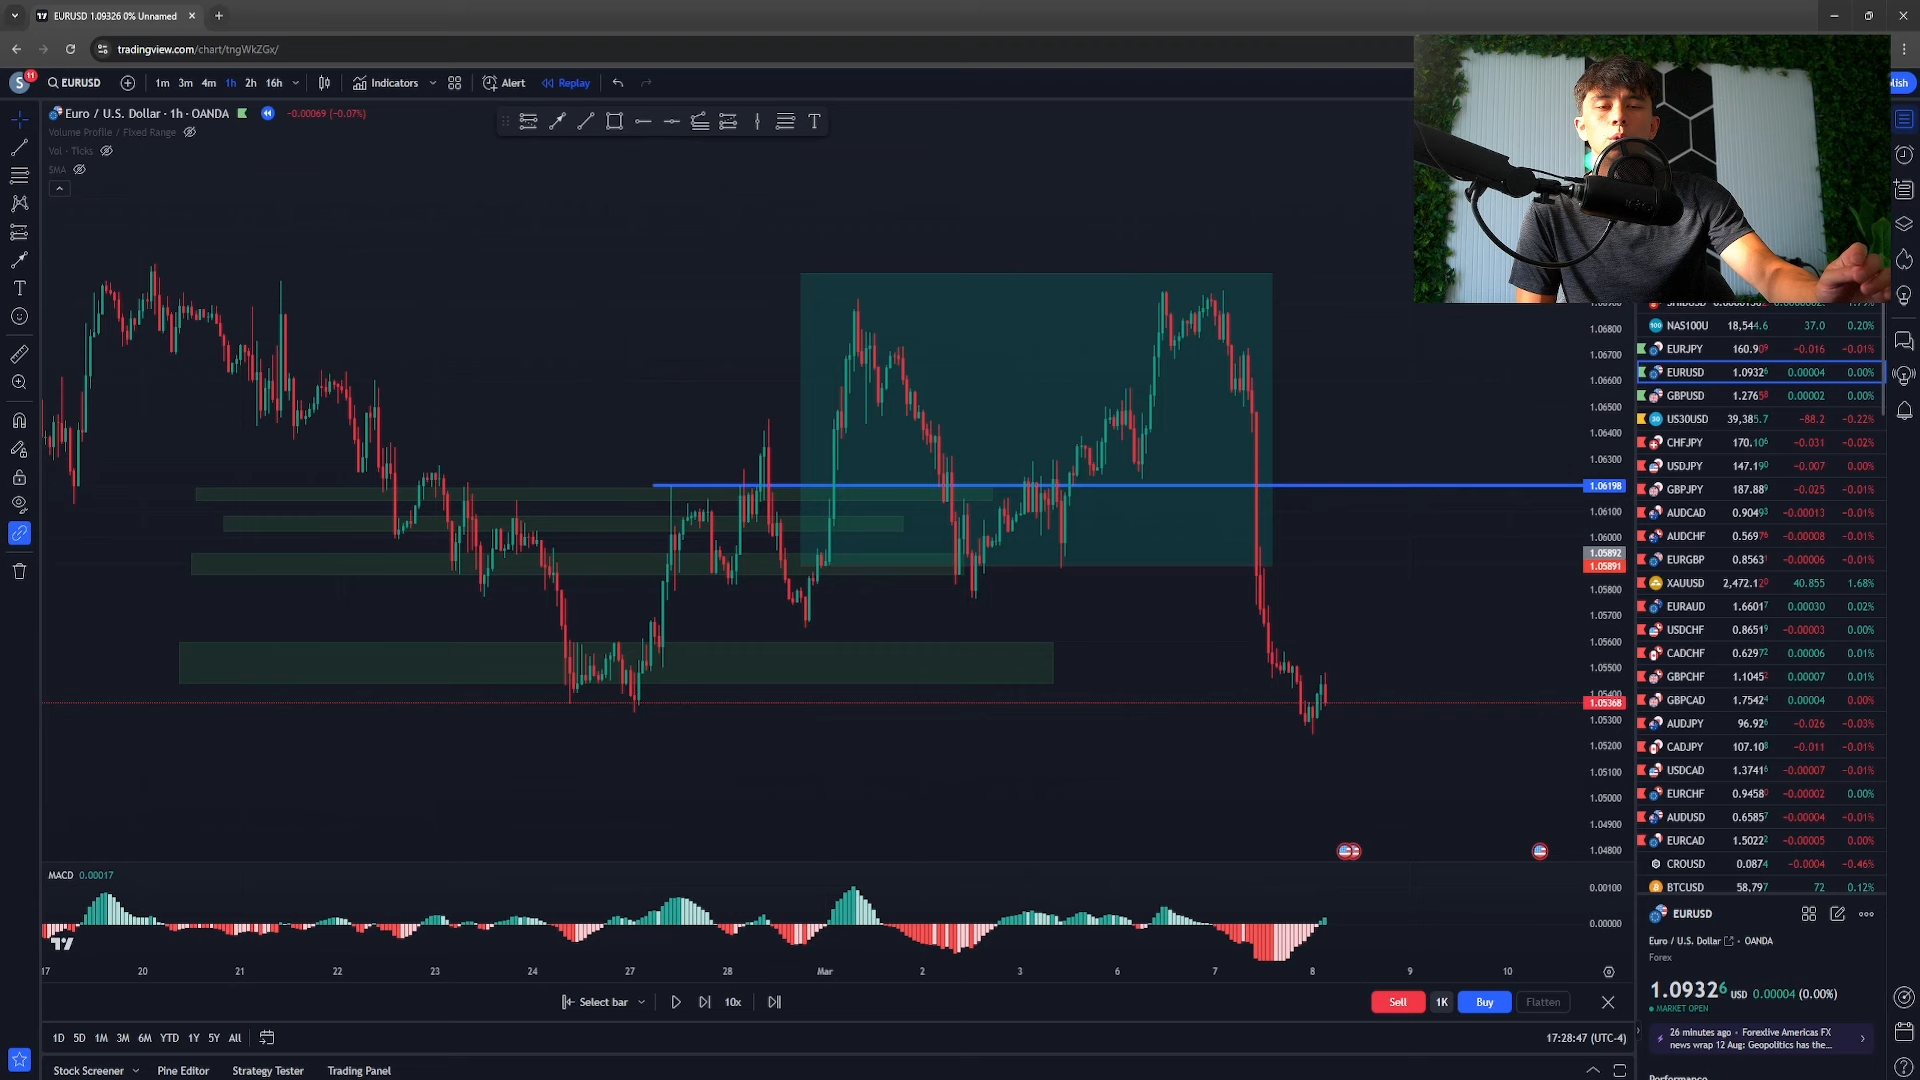 EURUSD 1.09326 0% Unnamed
tradingview.com/chart/tngWkZGx/
S 11 EURUSD 1m 3m 4m 1h 2h 16h Indicators Alert Replay
lish
Euro / U.S. Dollar · 1h · OANDA -0.00069 (-0.07%)
Volume Profile / Fixed Range
Vol · Ticks
SMA
1.06800
1.06700
1.06600
1.06500
1.06400
1.06300
1.06198
1.06100
1.06000
1.05892
1.05891
1.05800
1.05700
1.05600
1.05500
1.05400
1.05368
1.05300
1.05200
1.05100
1.05000
1.04900
1.04800
NAS100U 18,544.6 37.0 0.20%
EURJPY 160.909 -0.016 -0.01%
EURUSD 1.09326 0.00004 0.00%
GBPUSD 1.27658 0.00002 0.00%
US30USD 39,385.7 -88.2 -0.22%
CHFJPY 170.106 -0.031 -0.02%
USDJPY 147.190 -0.007 0.00%
GBPJPY 187.889 -0.025 -0.01%
AUDCAD 0.90493 -0.00013 -0.01%
AUDCHF 0.56976 -0.00008 -0.01%
EURGBP 0.85631 -0.00006 -0.01%
XAUUSD 2,472.120 40.855 1.68%
EURAUD 1.66017 0.00030 0.02%
USDCHF 0.86519 -0.00003 0.00%
CADCHF 0.62972 0.00006 0.01%
GBPCHF 1.10452 0.00007 0.01%
GBPCAD 1.75424 0.00004 0.00%
AUDJPY 96.926 -0.026 -0.03%
CADJPY 107.108 -0.011 -0.01%
USDCAD 1.37416 -0.00007 -0.01%
EURCHF 0.94580 -0.00002 0.00%
AUDUSD 0.65857 -0.00004 -0.01%
EURCAD 1.50222 -0.00005 0.00%
CROUSD 0.0874 -0.0004 -0.46%
BTCUSD 58,797 72 0.12%
MACD 0.00017
0.00100
0.00000
17 20 21 22 23 24 27 28 Mar 2 3 6 7 8 9 10
EURUSD
Euro / U.S. Dollar · OANDA
Forex
1.09326 USD 0.00004 (0.00%)
MARKET OPEN
26 minutes ago · Forexlive Americas FX
news wrap 12 Aug: Geopolitics has the...
Select bar 10x Sell 1K Buy Flatten
1D 5D 1M 3M 6M YTD 1Y 5Y All 17:28:47 (UTC-4)
Stock Screener Pine Editor Strategy Tester Trading Panel